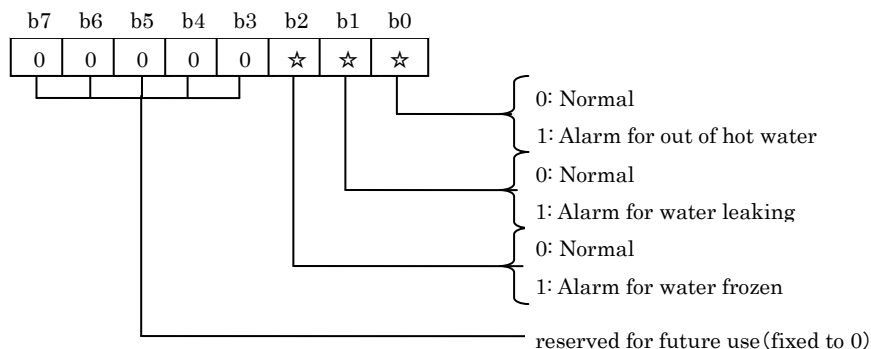 b7 b6 b5 b4 b3 b2 b1 b0
0 0 0 0 0 ☆ ☆ ☆
0: Normal
1: Alarm for out of hot water
0: Normal
1: Alarm for water leaking
0: Normal
1: Alarm for water frozen
reserved for future use(fixed to 0)